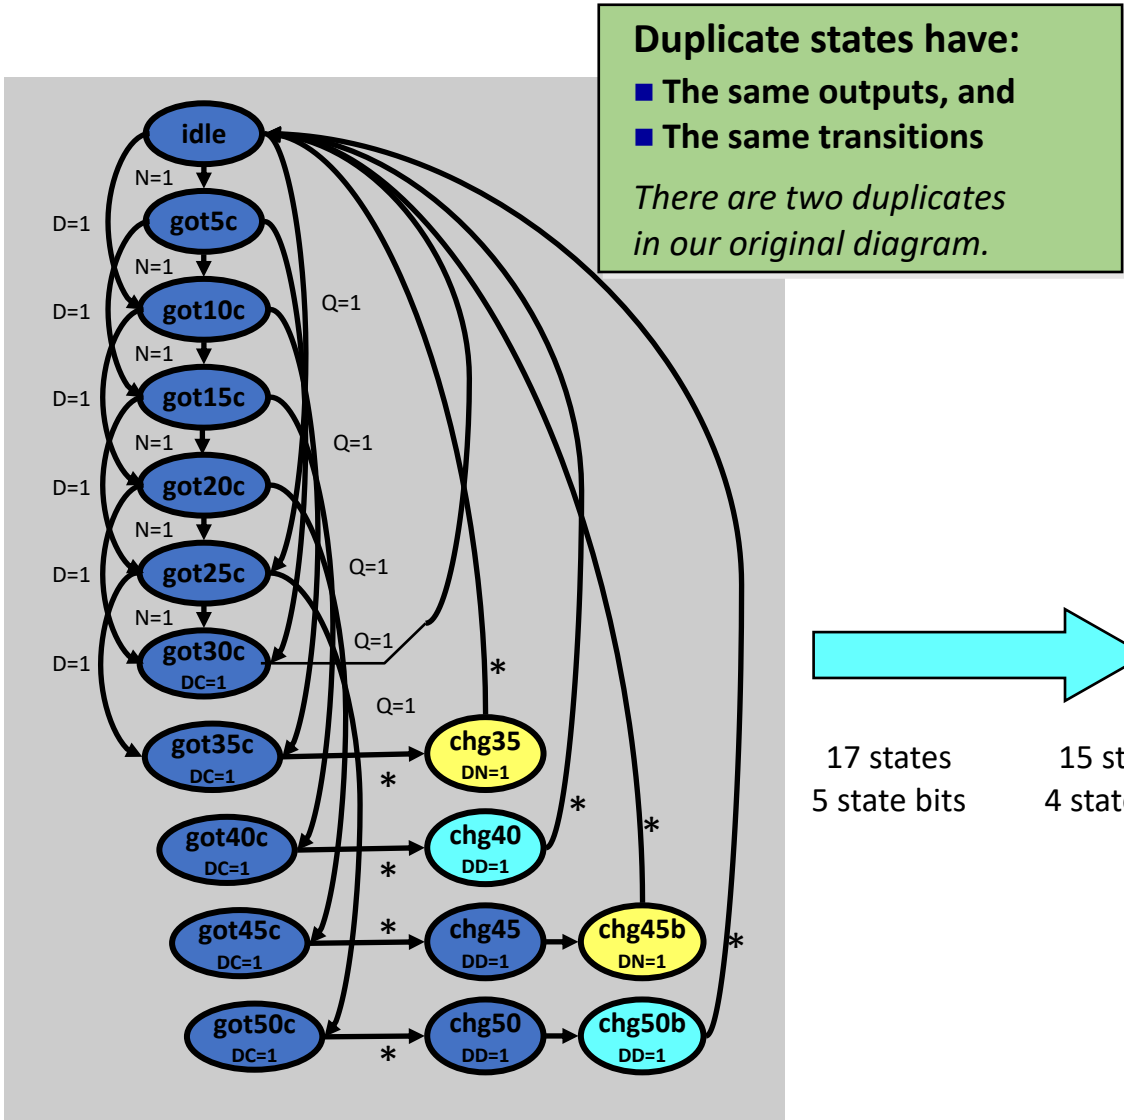 Duplicate states have:
■ The same outputs, and
■ The same transitions
There are two duplicates
in our original diagram.
idle
N=1
D=1
got5c
N=1
D=1
got10c
Q=1
N=1
D=1
got15c
N=1
Q=1
D=1
got20c
N=1
D=1
got25c
Q=1
N=1
D=1
got30c
DC=1
Q=1
*
Q=1
got35c
DC=1
*
chg35
DN=1
*
*
got40c
DC=1
*
chg40
DD=1
got45c
DC=1
*
chg45
DD=1
chg45b
DN=1
*
got50c
DC=1
*
chg50
DD=1
chg50b
DD=1
17 states
5 state bits
15 st
4 state